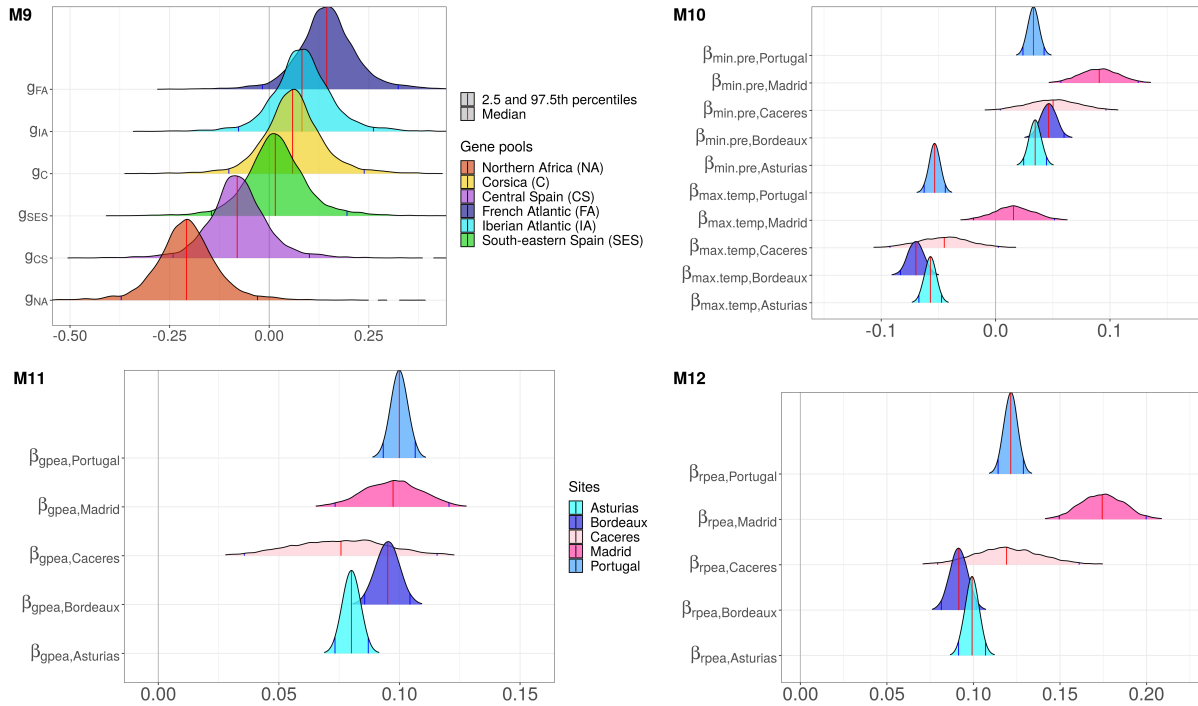 M9
gFA
gIA
gC
gSES
gCS
gNA
-0.50
-0.25
0.00
0.25
2.5 and 97.5th percentiles
Median
Gene pools
Northern Africa (NA)
Corsica (C)
Central Spain (CS)
French Atlantic (FA)
Iberian Atlantic (IA)
South-eastern Spain (SES)
M10
βmin.pre,Portugal
βmin.pre,Madrid
βmin.pre,Caceres
βmin.pre,Bordeaux
βmin.pre,Asturias
βmax.temp,Portugal
βmax.temp,Madrid
βmax.temp,Caceres
βmax.temp,Bordeaux
βmax.temp,Asturias
-0.1
0.0
0.1
M11
βgpea,Portugal
βgpea,Madrid
βgpea,Caceres
βgpea,Bordeaux
βgpea,Asturias
0.00
0.05
0.10
0.15
Sites
Asturias
Bordeaux
Caceres
Madrid
Portugal
M12
βrpea,Portugal
βrpea,Madrid
βrpea,Caceres
βrpea,Bordeaux
βrpea,Asturias
0.00
0.05
0.10
0.15
0.20